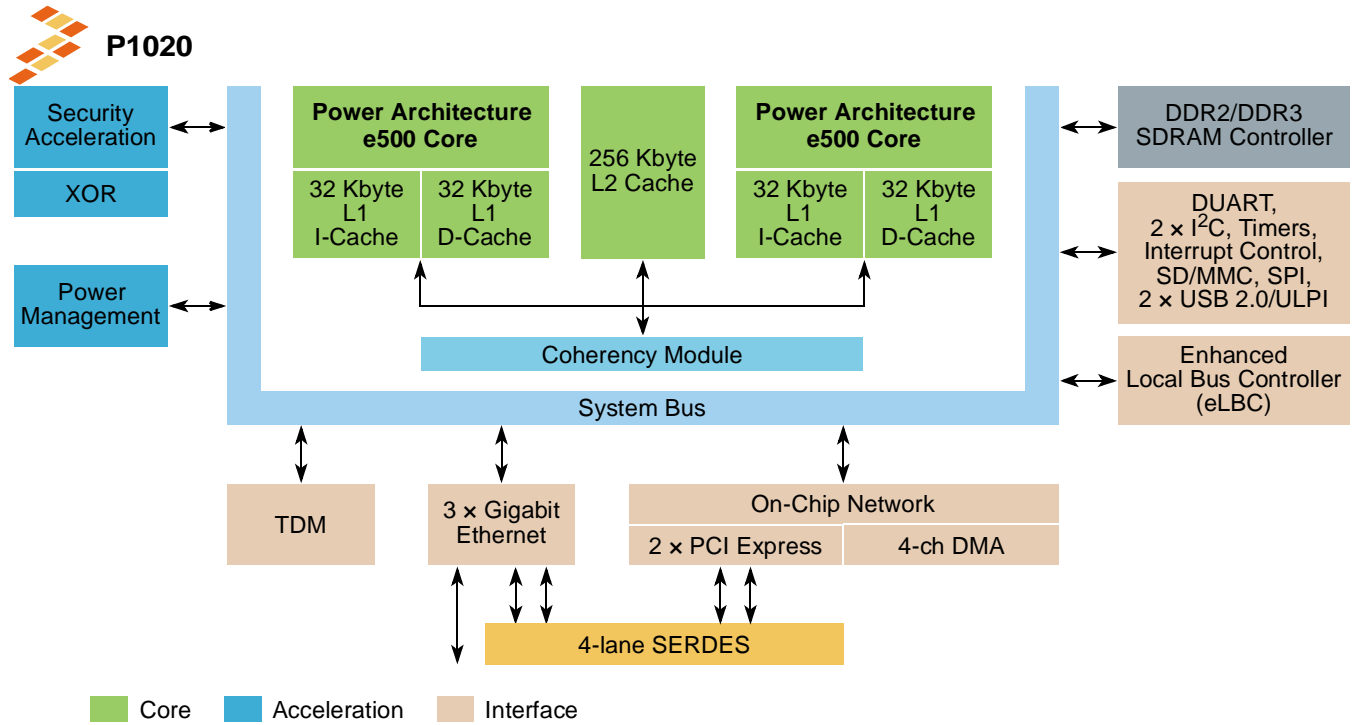 P1020
Security
Acceleration
XOR
Power
Management
Power Architecture
e500 Core
32 Kbyte
L1
I-Cache
32 Kbyte
L1
D-Cache
256 Kbyte
L2 Cache
Power Architecture
e500 Core
32 Kbyte
L1
I-Cache
32 Kbyte
L1
D-Cache
Coherency Module
System Bus
DDR2/DDR3
SDRAM Controller
DUART,
2 × I²C, Timers,
Interrupt Control,
SD/MMC, SPI,
2 × USB 2.0/ULPI
Enhanced
Local Bus Controller
(eLBC)
TDM
3 × Gigabit
Ethernet
On-Chip Network
2 × PCI Express
4-ch DMA
4-lane SERDES
Core
Acceleration
Interface